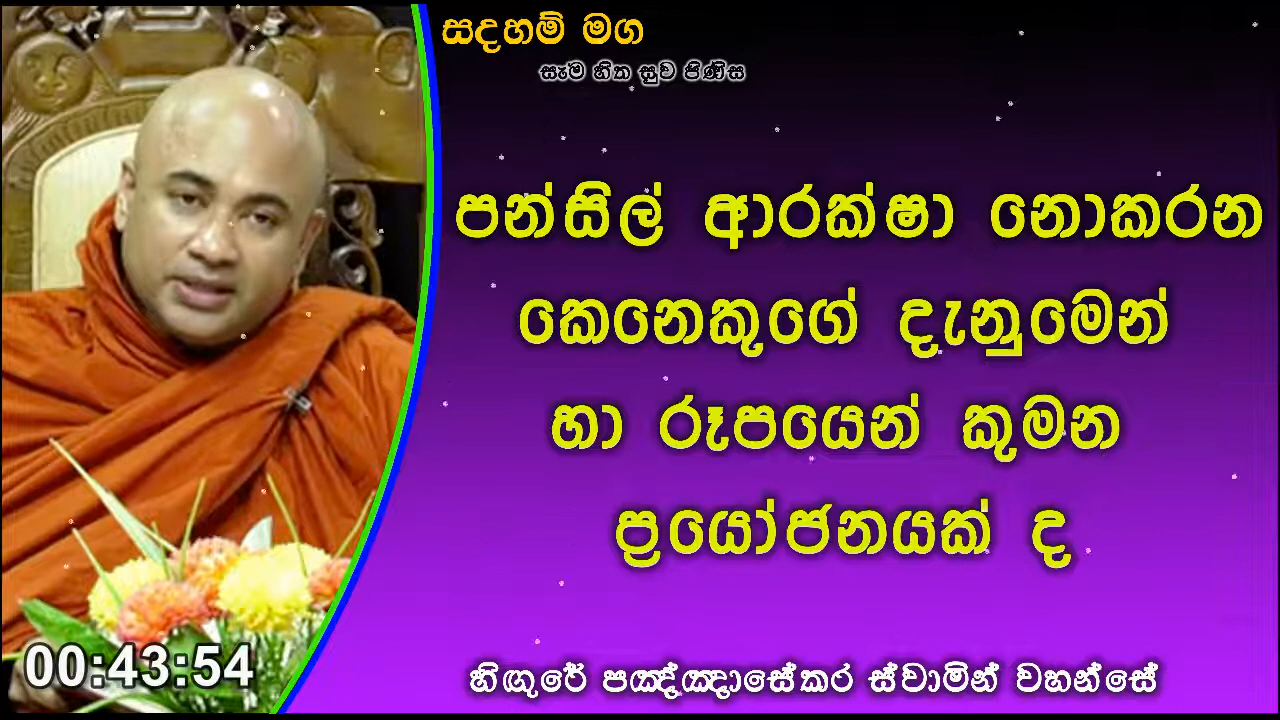 සදහම් මග
සැම හිත සුව පිණිස
පන්සිල් ආරක්ෂා නොකරන
කෙනෙකුගේ දැනුමෙන්
හා රූපයෙන් කුමන
ප්‍රයෝජනයක් ද
හිඟුරේ පඤ්ඤාසේකර ස්වාමින් වහන්සේ
00:43:54